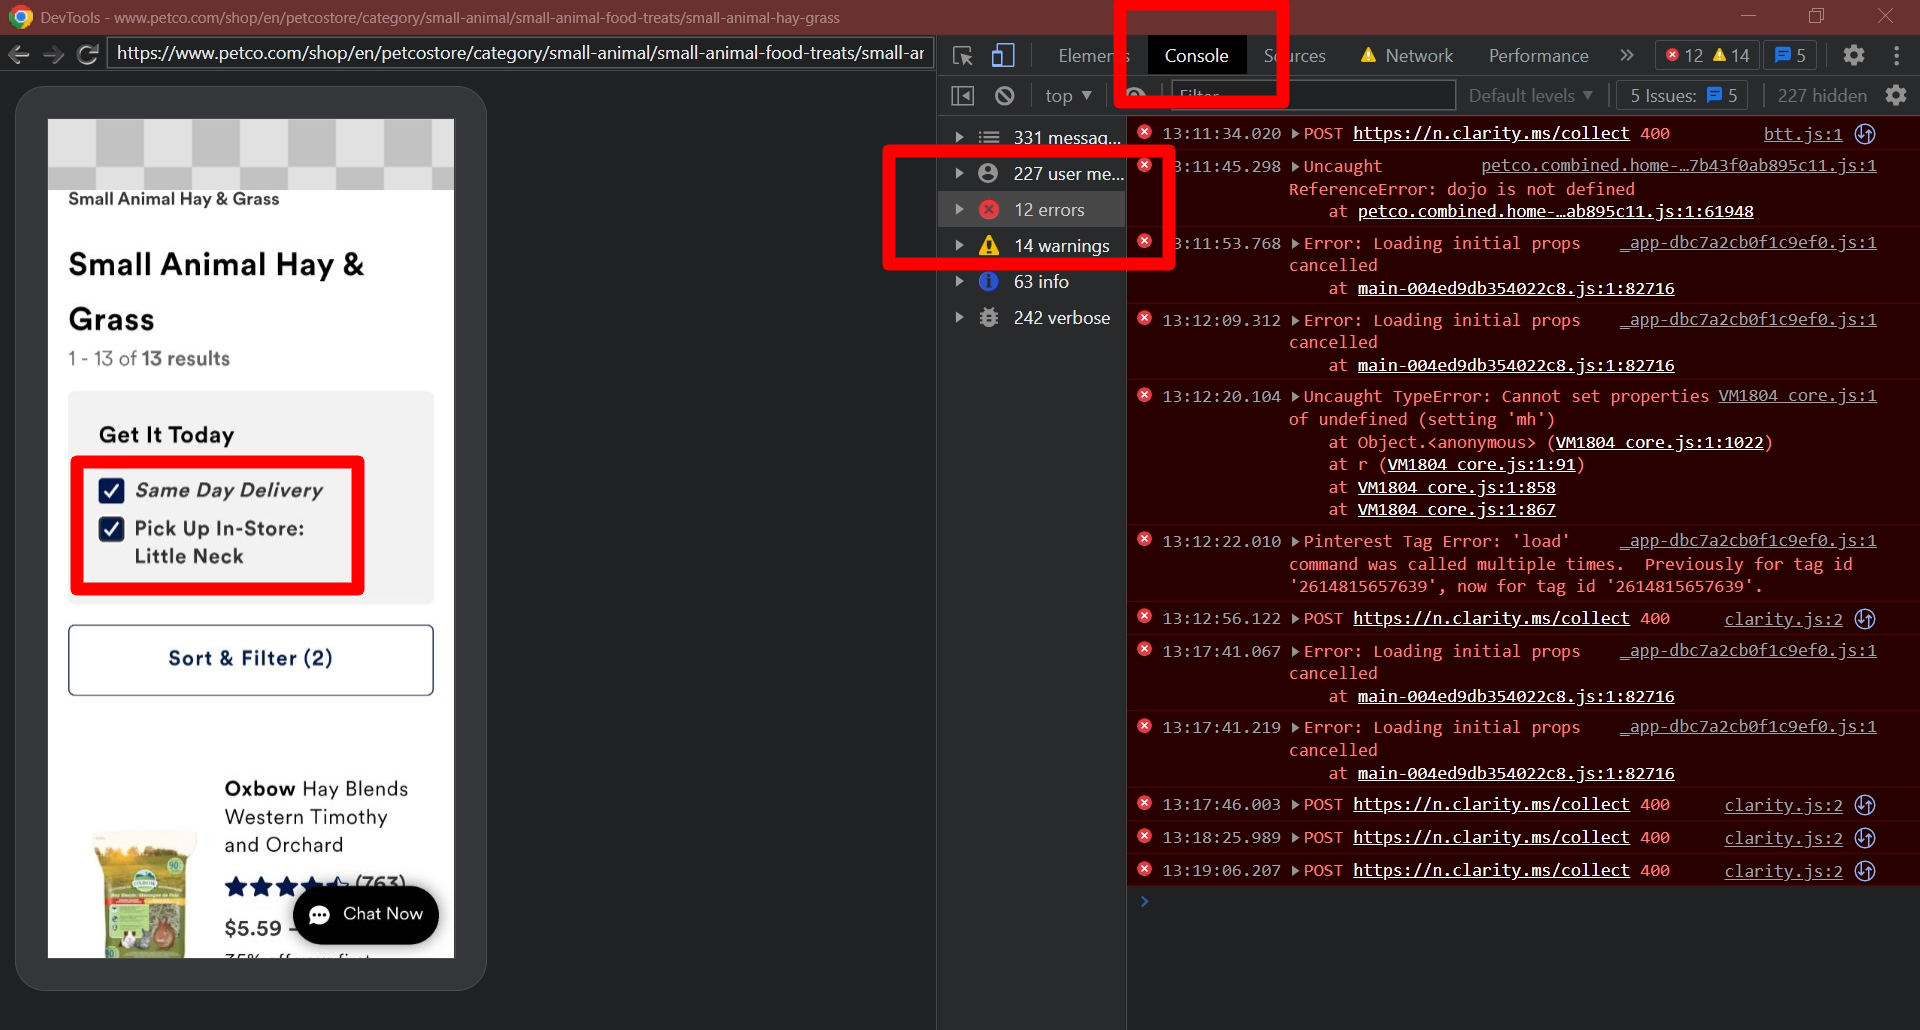 DevTools - www.petco.com/shop/en/petcostore/category/small-animal/small-animal-food-treats/small-animal-hay-grass
https://www.petco.com/shop/en/petcostore/category/small-animal/small-animal-food-treats/small-ar
Elements Console Sources Network Performance 12 14 5
top Filter Default levels 5 Issues: 5 227 hidden
Small Animal Hay & Grass
Small Animal Hay &
Grass
1 - 13 of 13 results
Get It Today
Same Day Delivery
Pick Up In-Store:
Little Neck
Sort & Filter (2)
Oxbow Hay Blends
Western Timothy
and Orchard
(763)
$5.59 –
35% off
Chat Now
OXBOW
331 messag...
227 user me...
12 errors
14 warnings
63 info
242 verbose
13:11:34.020 POST https://n.clarity.ms/collect 400 btt.js:1
13:11:45.298 Uncaught petco.combined.home-…7b43f0ab895c11.js:1
ReferenceError: dojo is not defined
at petco.combined.home-…ab895c11.js:1:61948
13:11:53.768 Error: Loading initial props _app-dbc7a2cb0f1c9ef0.js:1
cancelled
at main-004ed9db354022c8.js:1:82716
13:12:09.312 Error: Loading initial props _app-dbc7a2cb0f1c9ef0.js:1
cancelled
at main-004ed9db354022c8.js:1:82716
13:12:20.104 Uncaught TypeError: Cannot set properties VM1804 core.js:1
of undefined (setting 'mh')
at Object.<anonymous> (VM1804 core.js:1:1022)
at r (VM1804 core.js:1:91)
at VM1804 core.js:1:858
at VM1804 core.js:1:867
13:12:22.010 Pinterest Tag Error: 'load' _app-dbc7a2cb0f1c9ef0.js:1
command was called multiple times. Previously for tag id
'2614815657639', now for tag id '2614815657639'.
13:12:56.122 POST https://n.clarity.ms/collect 400 clarity.js:2
13:17:41.067 Error: Loading initial props _app-dbc7a2cb0f1c9ef0.js:1
cancelled
at main-004ed9db354022c8.js:1:82716
13:17:41.219 Error: Loading initial props _app-dbc7a2cb0f1c9ef0.js:1
cancelled
at main-004ed9db354022c8.js:1:82716
13:17:46.003 POST https://n.clarity.ms/collect 400 clarity.js:2
13:18:25.989 POST https://n.clarity.ms/collect 400 clarity.js:2
13:19:06.207 POST https://n.clarity.ms/collect 400 clarity.js:2